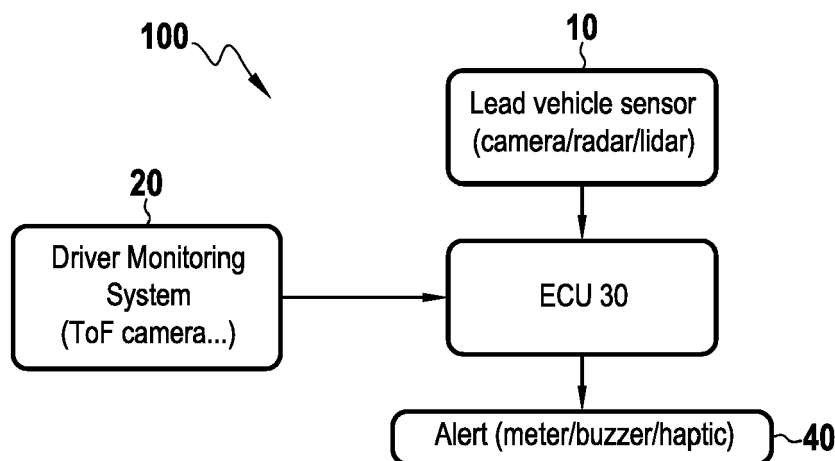 100
10
Lead vehicle sensor
(camera/radar/lidar)
20
Driver Monitoring
System
(ToF camera...)
ECU 30
Alert (meter/buzzer/haptic)
40